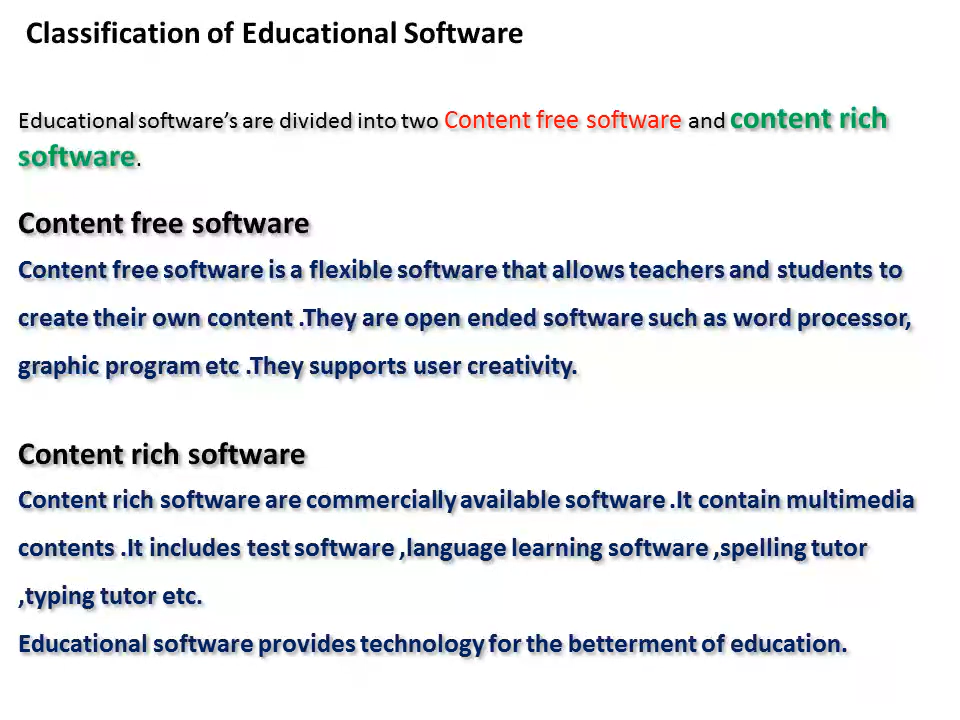 Classification of Educational Software
Educational software's are divided into two Content free software and content rich
software.
Content free software
Content free software is a flexible software that allows teachers and students to
create their own content .They are open ended software such as word processor,
graphic program etc .They supports user creativity.
Content rich software
Content rich software are commercially available software .It contain multimedia
contents .It includes test software ,language learning software ,spelling tutor
,typing tutor etc.
Educational software provides technology for the betterment of education.